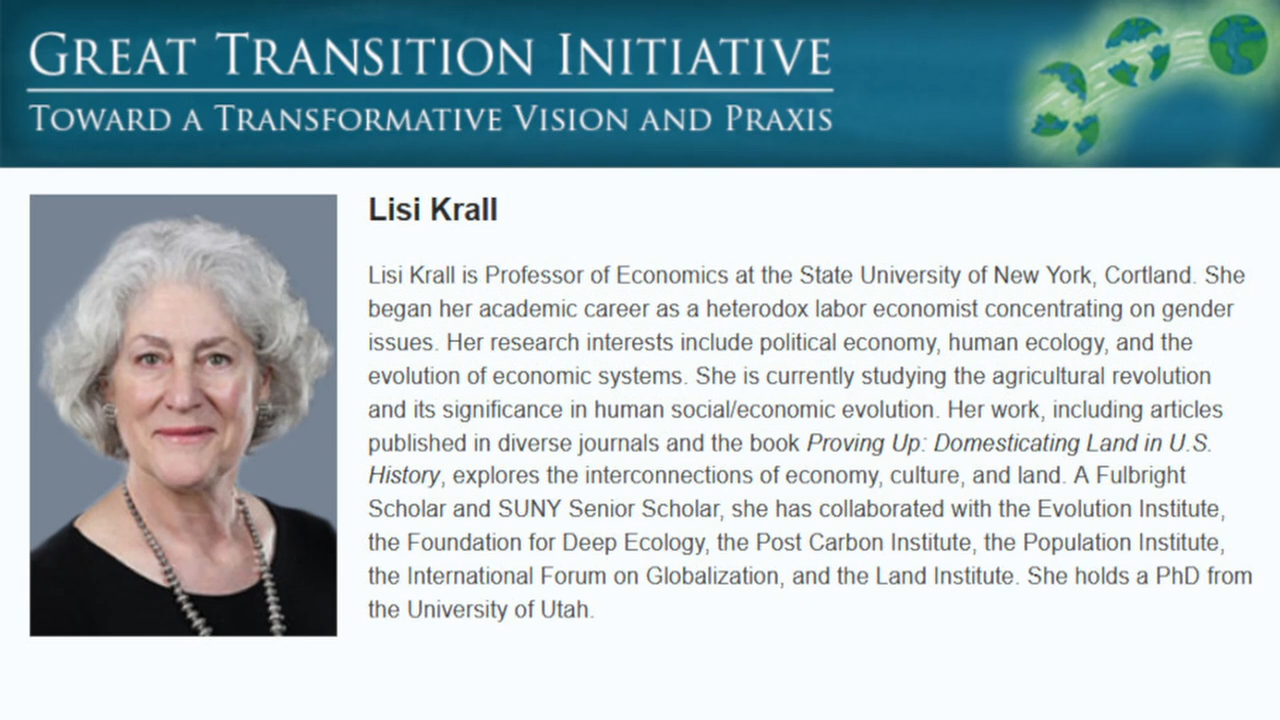 GREAT TRANSITION INITIATIVE
TOWARD A TRANSFORMATIVE VISION AND PRAXIS
Lisi Krall
Lisi Krall is Professor of Economics at the State University of New York, Cortland. She
began her academic career as a heterodox labor economist concentrating on gender
issues. Her research interests include political economy, human ecology, and the
evolution of economic systems. She is currently studying the agricultural revolution
and its significance in human social/economic evolution. Her work, including articles
published in diverse journals and the book Proving Up: Domesticating Land in U.S.
History, explores the interconnections of economy, culture, and land. A Fulbright
Scholar and SUNY Senior Scholar, she has collaborated with the Evolution Institute,
the Foundation for Deep Ecology, the Post Carbon Institute, the Population Institute,
the International Forum on Globalization, and the Land Institute. She holds a PhD from
the University of Utah.